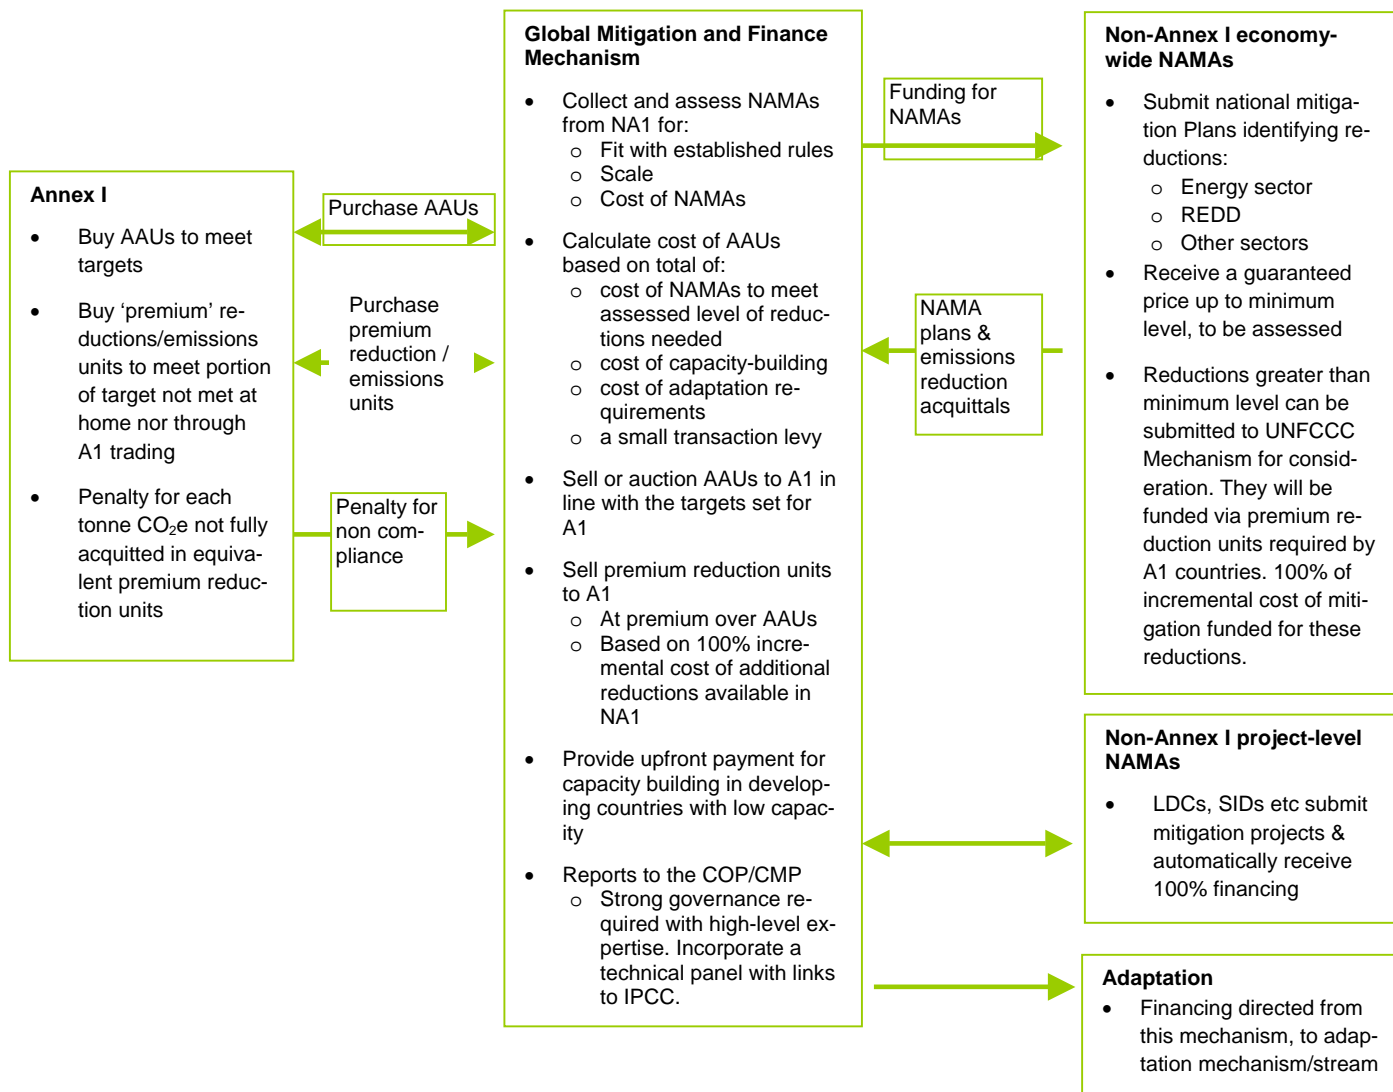 Annex I
• Buy AAUs to meet
targets
• Buy ‘premium’ re-
ductions/emissions
units to meet portion
of target not met at
home nor through
A1 trading
• Penalty for each
tonne CO₂e not fully
acquitted in equiva-
lent premium reduc-
tion units
Purchase AAUs
Purchase
premium
reduction /
emissions
units
Penalty for
non com-
pliance
Global Mitigation and Finance
Mechanism
• Collect and assess NAMAs
from NA1 for:
o Fit with established rules
o Scale
o Cost of NAMAs
• Calculate cost of AAUs
based on total of:
o cost of NAMAs to meet
assessed level of reduc-
tions needed
o cost of capacity-building
o cost of adaptation re-
quirements
o a small transaction levy
• Sell or auction AAUs to A1 in
line with the targets set for
A1
• Sell premium reduction units
to A1
o At premium over AAUs
o Based on 100% incre-
mental cost of additional
reductions available in
NA1
• Provide upfront payment for
capacity building in develop-
ing countries with low capac-
ity
• Reports to the COP/CMP
o Strong governance re-
quired with high-level ex-
pertise. Incorporate a
technical panel with links
to IPCC.
Funding for
NAMAs
NAMA
plans &
emissions
reduction
acquittals
Non-Annex I economy-
wide NAMAs
• Submit national mitiga-
tion Plans identifying re-
ductions:
o Energy sector
o REDD
o Other sectors
• Receive a guaranteed
price up to minimum
level, to be assessed
• Reductions greater than
minimum level can be
submitted to UNFCCC
Mechanism for consid-
eration. They will be
funded via premium re-
duction units required by
A1 countries. 100% of
incremental cost of miti-
gation funded for these
reductions.
Non-Annex I project-level
NAMAs
• LDCs, SIDs etc submit
mitigation projects &
automatically receive
100% financing
Adaptation
• Financing directed from
this mechanism, to adap-
tation mechanism/stream